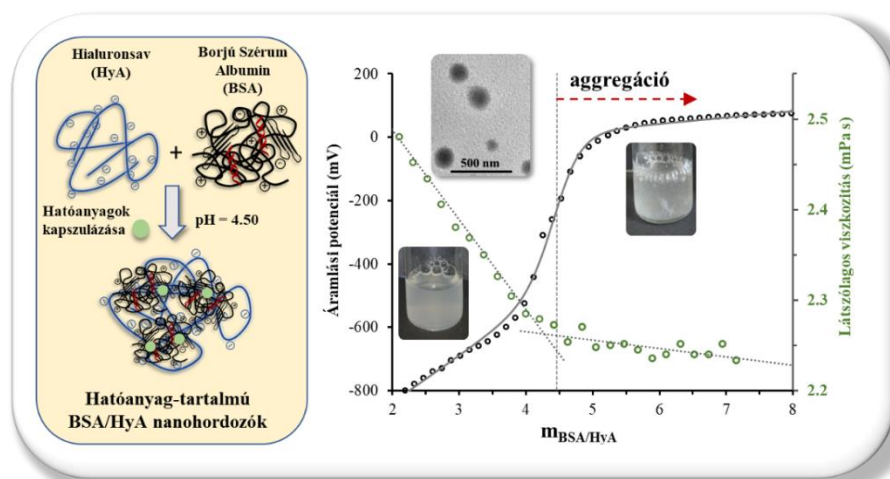 Hialuronsav
(HyA)
Borjú Szérum
Albumin
(BSA)
+
Hatóanyagok
kapszulázása
pH = 4.50
Hatóanyag-tartalmú
BSA/HyA nanohordozók
Áramlási potenciál (mV)
200
0
-200
-400
-600
-800
500 nm
aggregáció
2.5
2.4
2.3
2.2
Látszólagos viszkozitás (mPa s)
2
3
4
5
6
7
8
mBSA/HyA